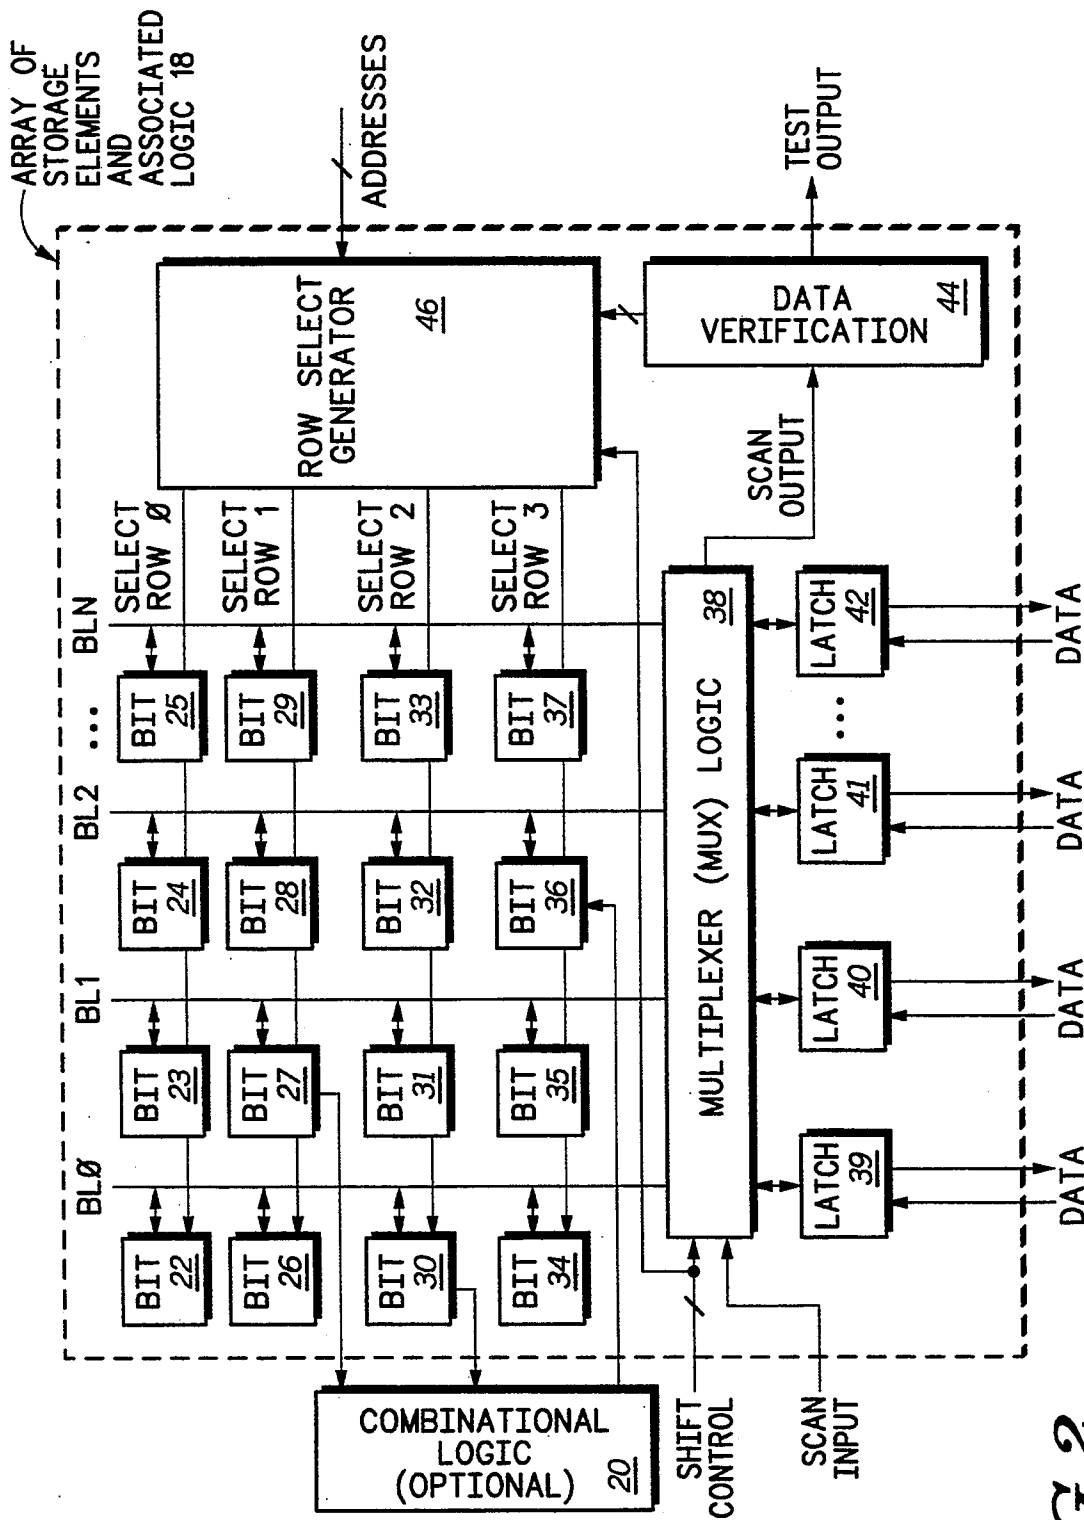 ARRAY OF
STORAGE
ELEMENTS
AND
ASSOCIATED
LOGIC 18
ADDRESSES
TEST
OUTPUT
ROW SELECT
GENERATOR
46
DATA
VERIFICATION
44
SCAN
OUTPUT
SELECT
ROW Ø
SELECT
ROW 1
SELECT
ROW 2
SELECT
ROW 3
BLØ
BL1
BL2
...
BLN
BIT
22
BIT
23
BIT
24
BIT
25
BIT
26
BIT
27
BIT
28
BIT
29
BIT
30
BIT
31
BIT
32
BIT
33
BIT
34
BIT
35
BIT
36
BIT
37
MULTIPLEXER (MUX) LOGIC
38
LATCH
39
LATCH
40
LATCH
41
...
LATCH
42
DATA
DATA
DATA
DATA
COMBINATIONAL
LOGIC
(OPTIONAL)
20
SHIFT
CONTROL
SCAN
INPUT
2